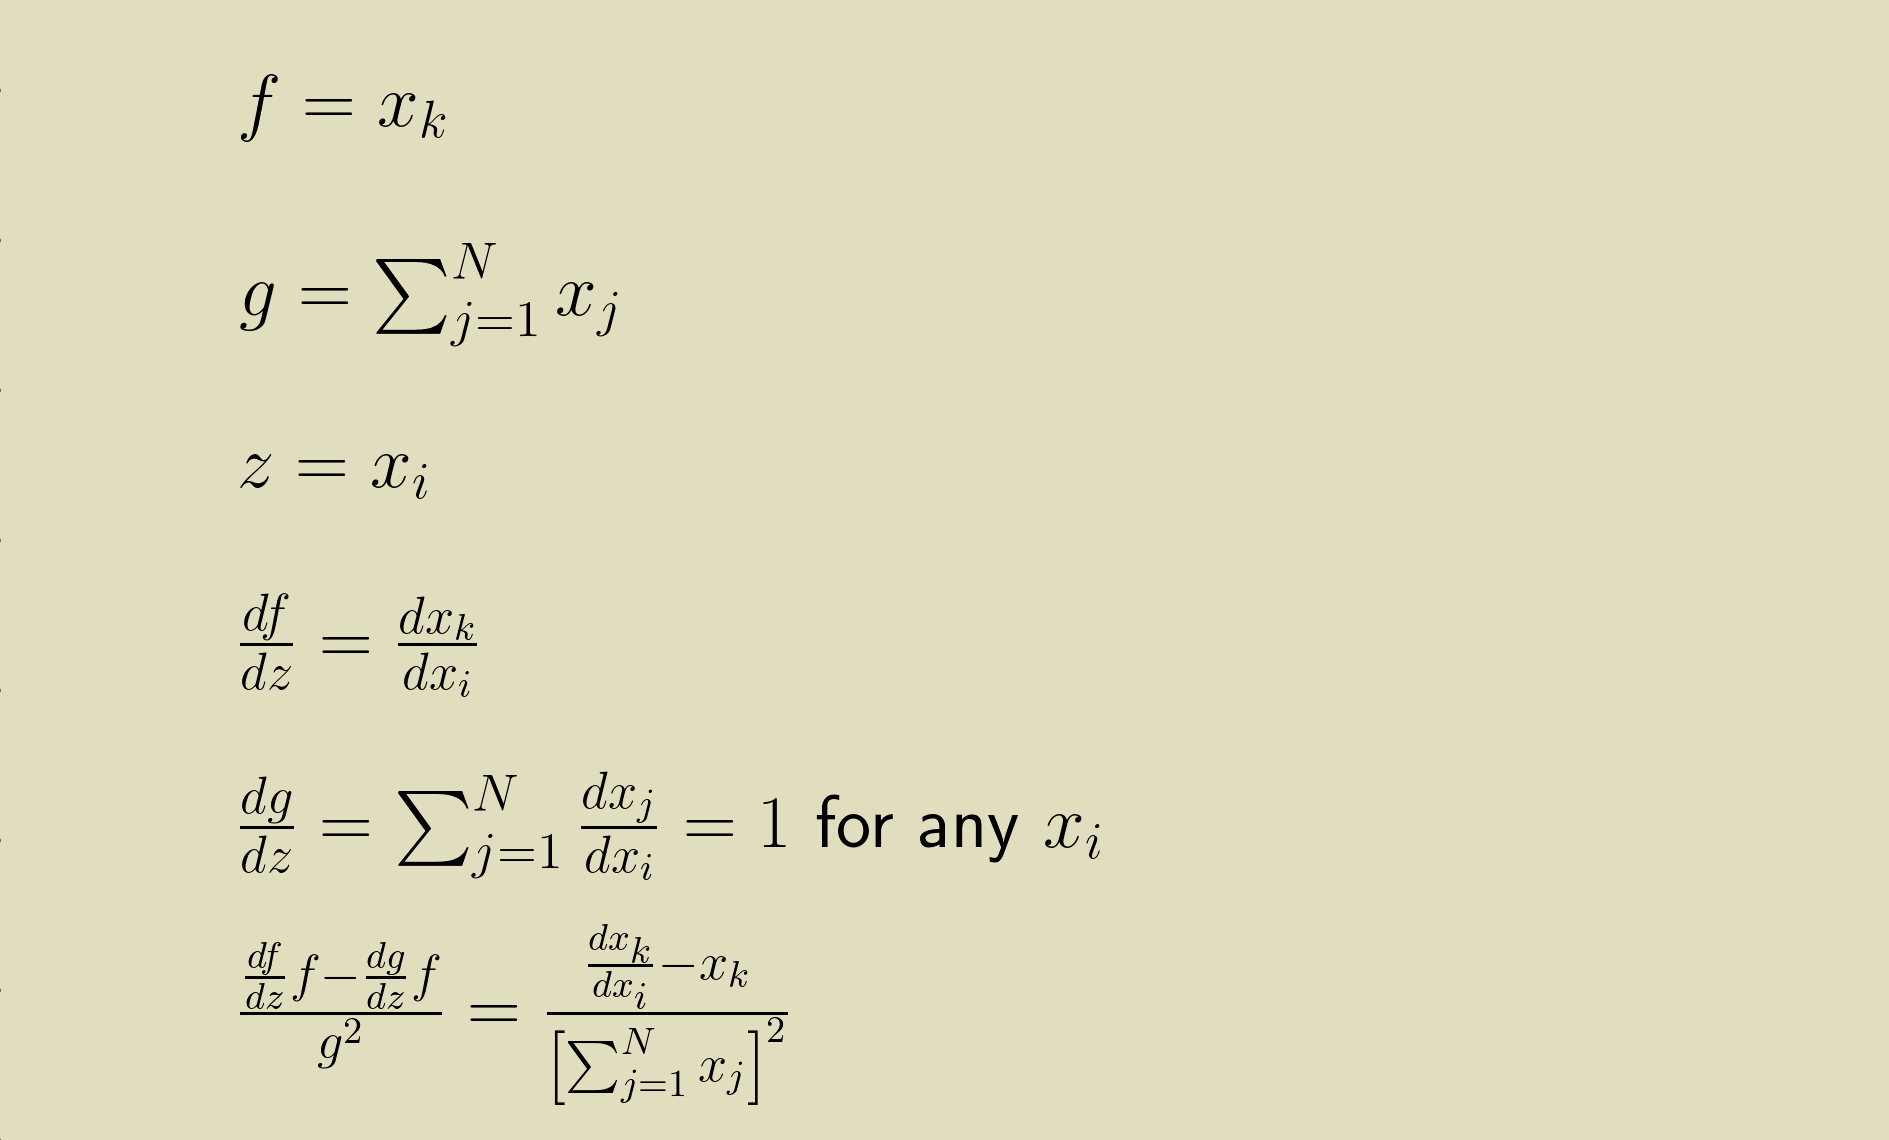 $f = x_k$
$g = \sum_{j=1}^{N} x_j$
$z = x_i$
$\frac{df}{dz} = \frac{dx_k}{dx_i}$
$\frac{dg}{dz} = \sum_{j=1}^{N} \frac{dx_j}{dx_i} = 1$ for any $x_i$
$\frac{\frac{df}{dz} f - \frac{dg}{dz} f}{g^2} = \frac{\frac{dx_k}{dx_i} - x_k}{\left[\sum_{j=1}^{N} x_j\right]^2}$